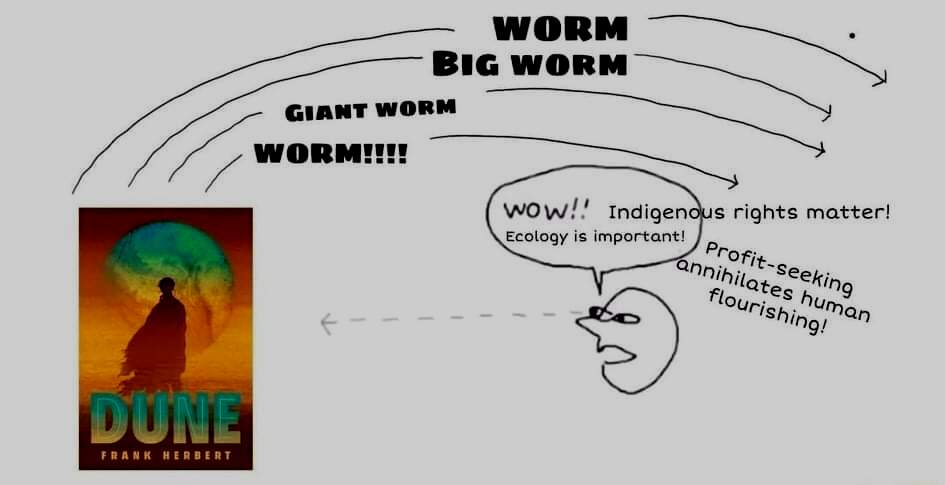 WORM
BIG WORM
GIANT WORM
WORM!!!!
WOW!! Indigenous rights matter!
Ecology is important!
Profit-seeking
annihilates human
flourishing!
DUNE
FRANK HERBERT